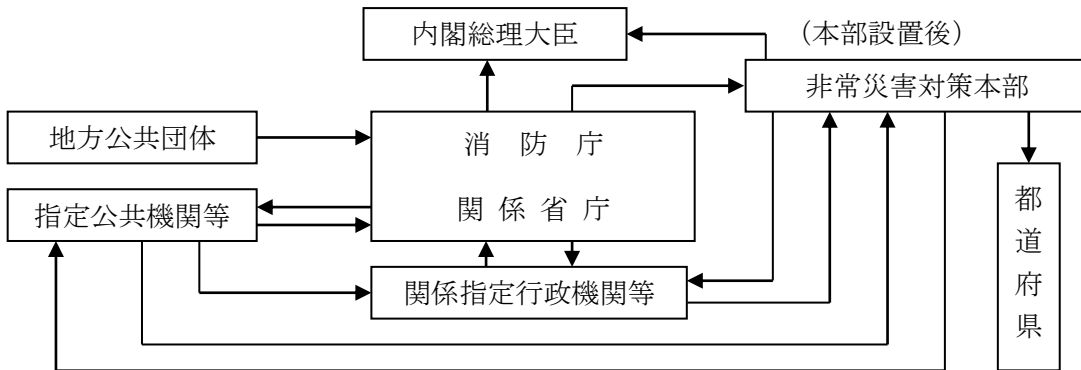 内閣総理大臣
（本部設置後）
非常災害対策本部
地方公共団体
消 防 庁
関 係 省 庁
指定公共機関等
関係指定行政機関等
都道府県